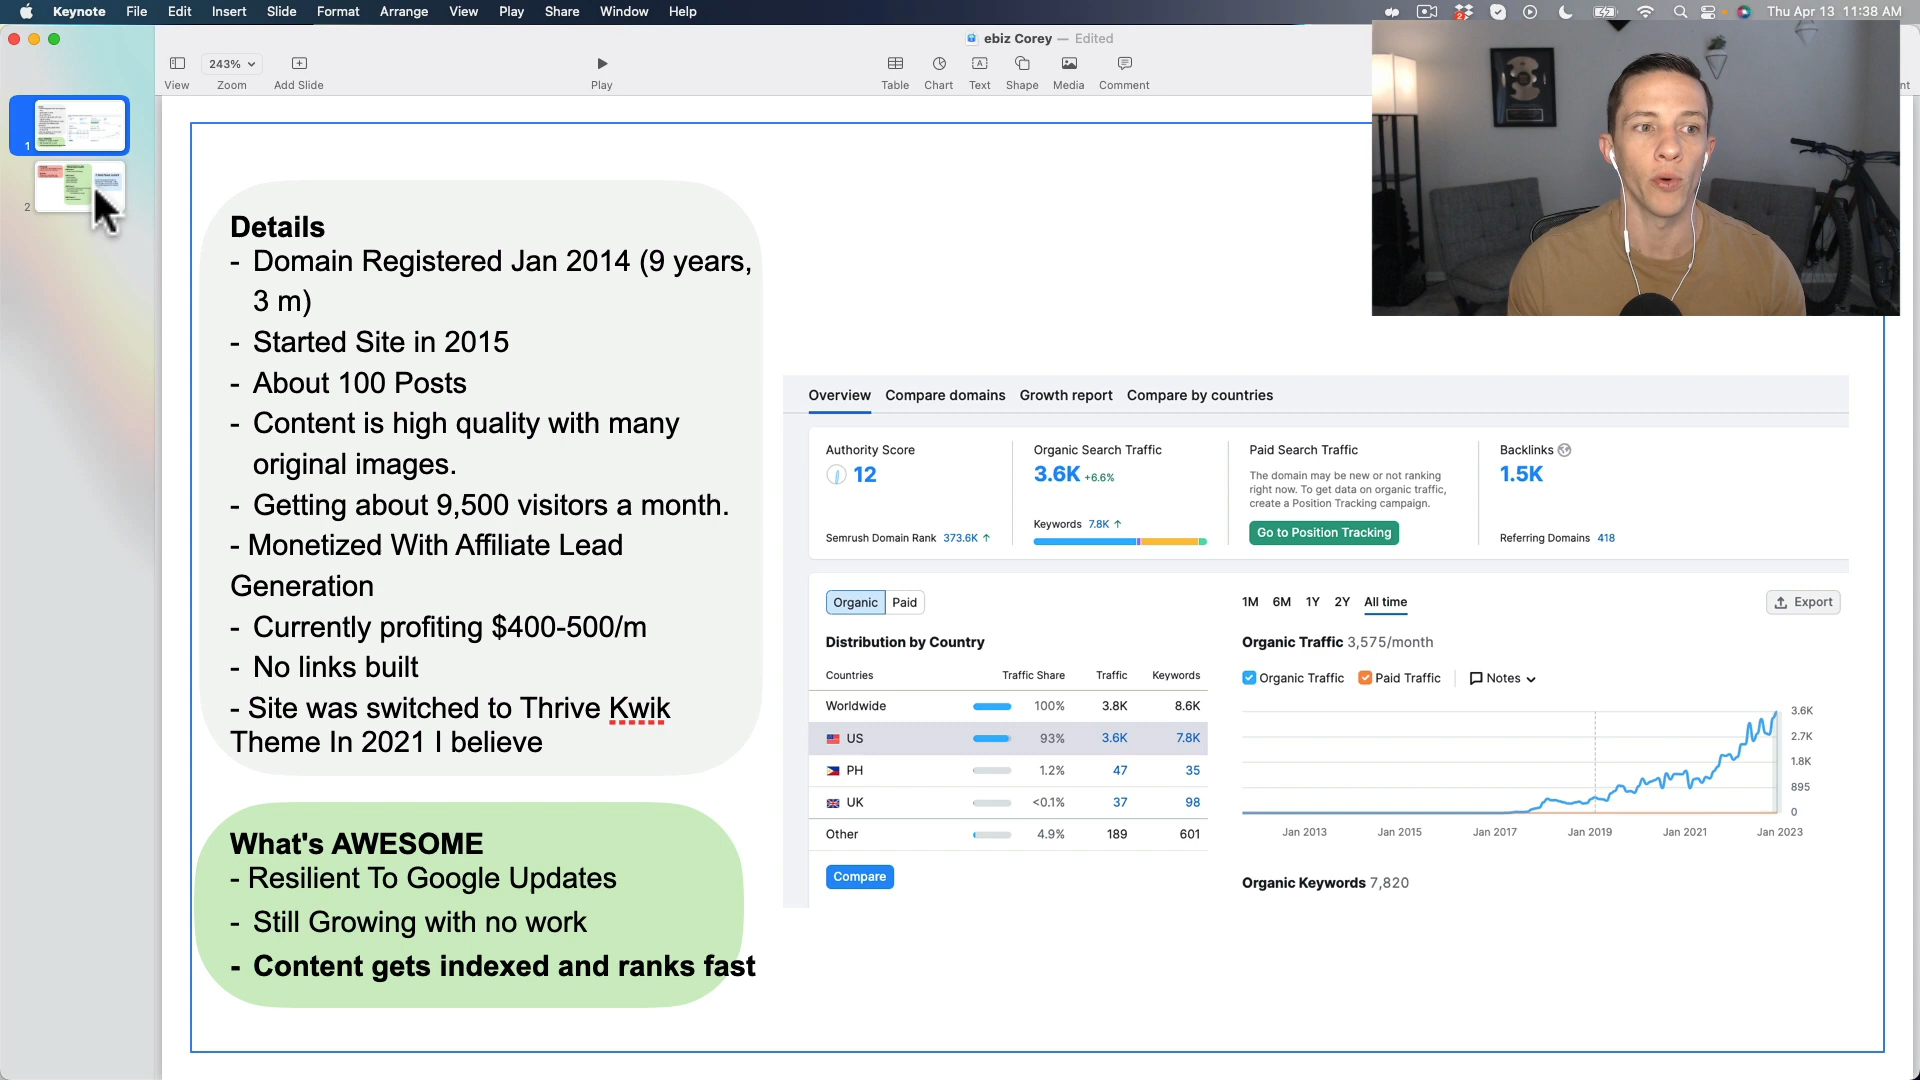 Keynote File Edit Insert Slide Format Arrange View Play Share Window Help
2
Thu Apr 13 11:38 AM
ebiz Corey — Edited
243%
View Zoom Add Slide Play Table Chart Text Shape Media Comment
nt
1
2
Details
- Domain Registered Jan 2014 (9 years,
3 m)
- Started Site in 2015
- About 100 Posts
- Content is high quality with many
original images.
- Getting about 9,500 visitors a month.
- Monetized With Affiliate Lead
Generation
- Currently profiting $400-500/m
- No links built
- Site was switched to Thrive Kwik
Theme In 2021 I believe
What's AWESOME
- Resilient To Google Updates
- Still Growing with no work
- Content gets indexed and ranks fast
Overview Compare domains Growth report Compare by countries
Authority Score
12
Semrush Domain Rank 373.6K ↑
Organic Search Traffic
3.6K +6.6%
Keywords 7.8K ↑
Paid Search Traffic
The domain may be new or not ranking
right now. To get data on organic traffic,
create a Position Tracking campaign.
Go to Position Tracking
Backlinks
1.5K
Referring Domains 418
Organic Paid
Distribution by Country
Countries Traffic Share Traffic Keywords
Worldwide 100% 3.8K 8.6K
US 93% 3.6K 7.8K
PH 1.2% 47 35
UK <0.1% 37 98
Other 4.9% 189 601
Compare
1M 6M 1Y 2Y All time
Export
Organic Traffic 3,575/month
Organic Traffic Paid Traffic Notes
3.6K
2.7K
1.8K
895
0
Jan 2013 Jan 2015 Jan 2017 Jan 2019 Jan 2021 Jan 2023
Organic Keywords 7,820